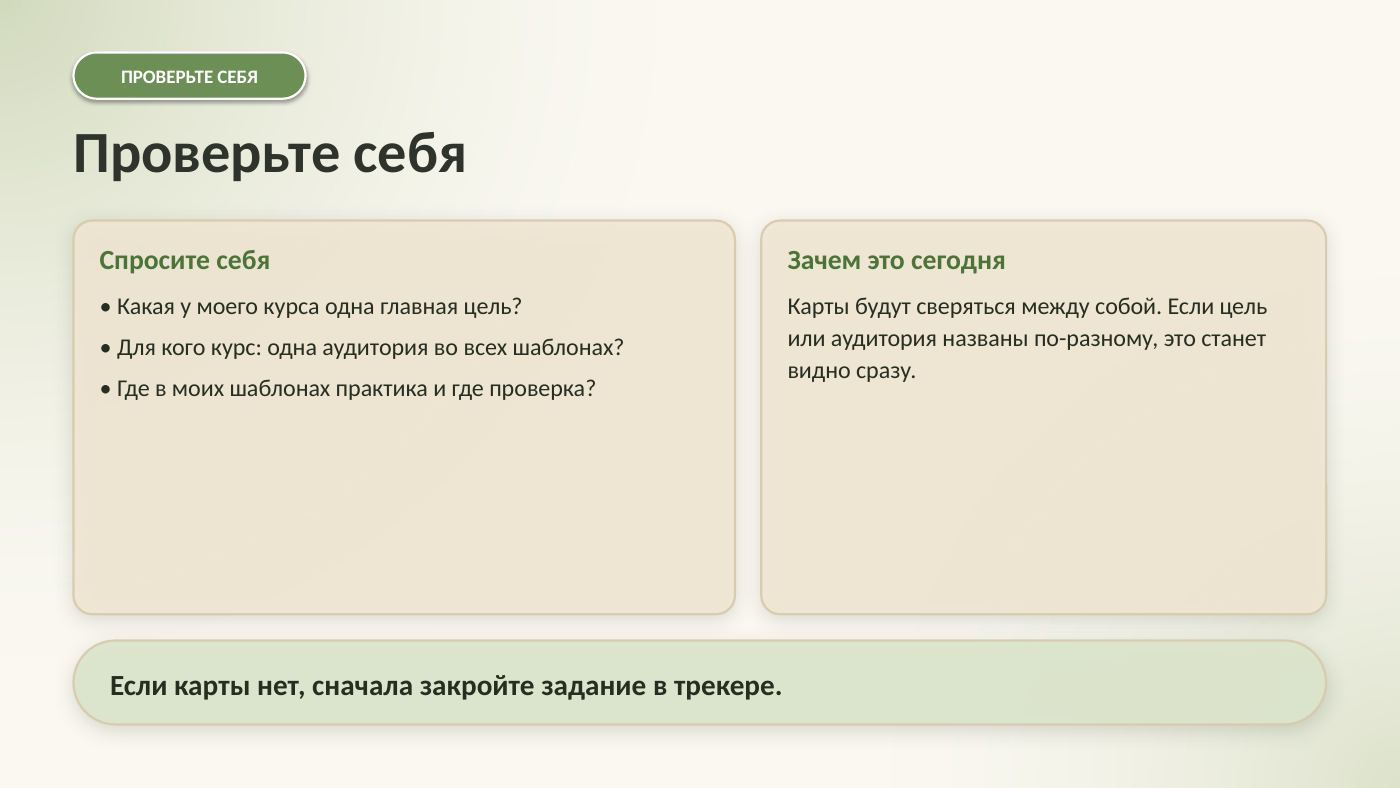 ПРОВЕРЬТЕ СЕБЯ
Проверьте себя
Спросите себя
• Какая у моего курса одна главная цель?
• Для кого курс: одна аудитория во всех шаблонах?
• Где в моих шаблонах практика и где проверка?
Зачем это сегодня
Карты будут сверяться между собой. Если цель
или аудитория названы по-разному, это станет
видно сразу.
Если карты нет, сначала закройте задание в трекере.